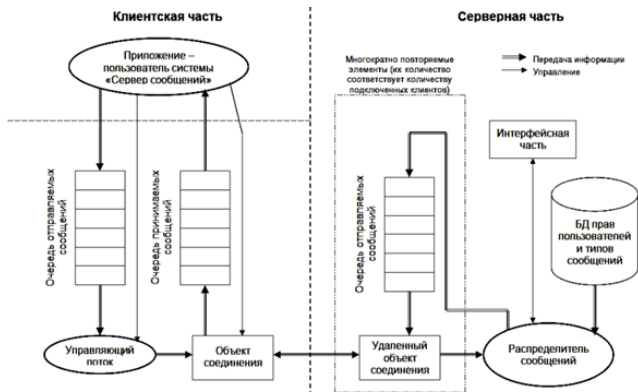 Клиентская часть
Серверная часть
Приложение –
пользователь системы
«Сервер сообщений»
Многократно повторяемые
элементы (их количество
соответствует количеству
подключенных клиентов)
Передача информации
Управление
Интерфейсная
часть
Очередь отправляемых
сообщений
Очередь принимаемых
сообщений
Очередь отправляемых
сообщений
БД прав
пользователей
и типов
сообщений
Управляющий
поток
Объект
соединения
Удаленный
объект
соединения
Распределитель
сообщений